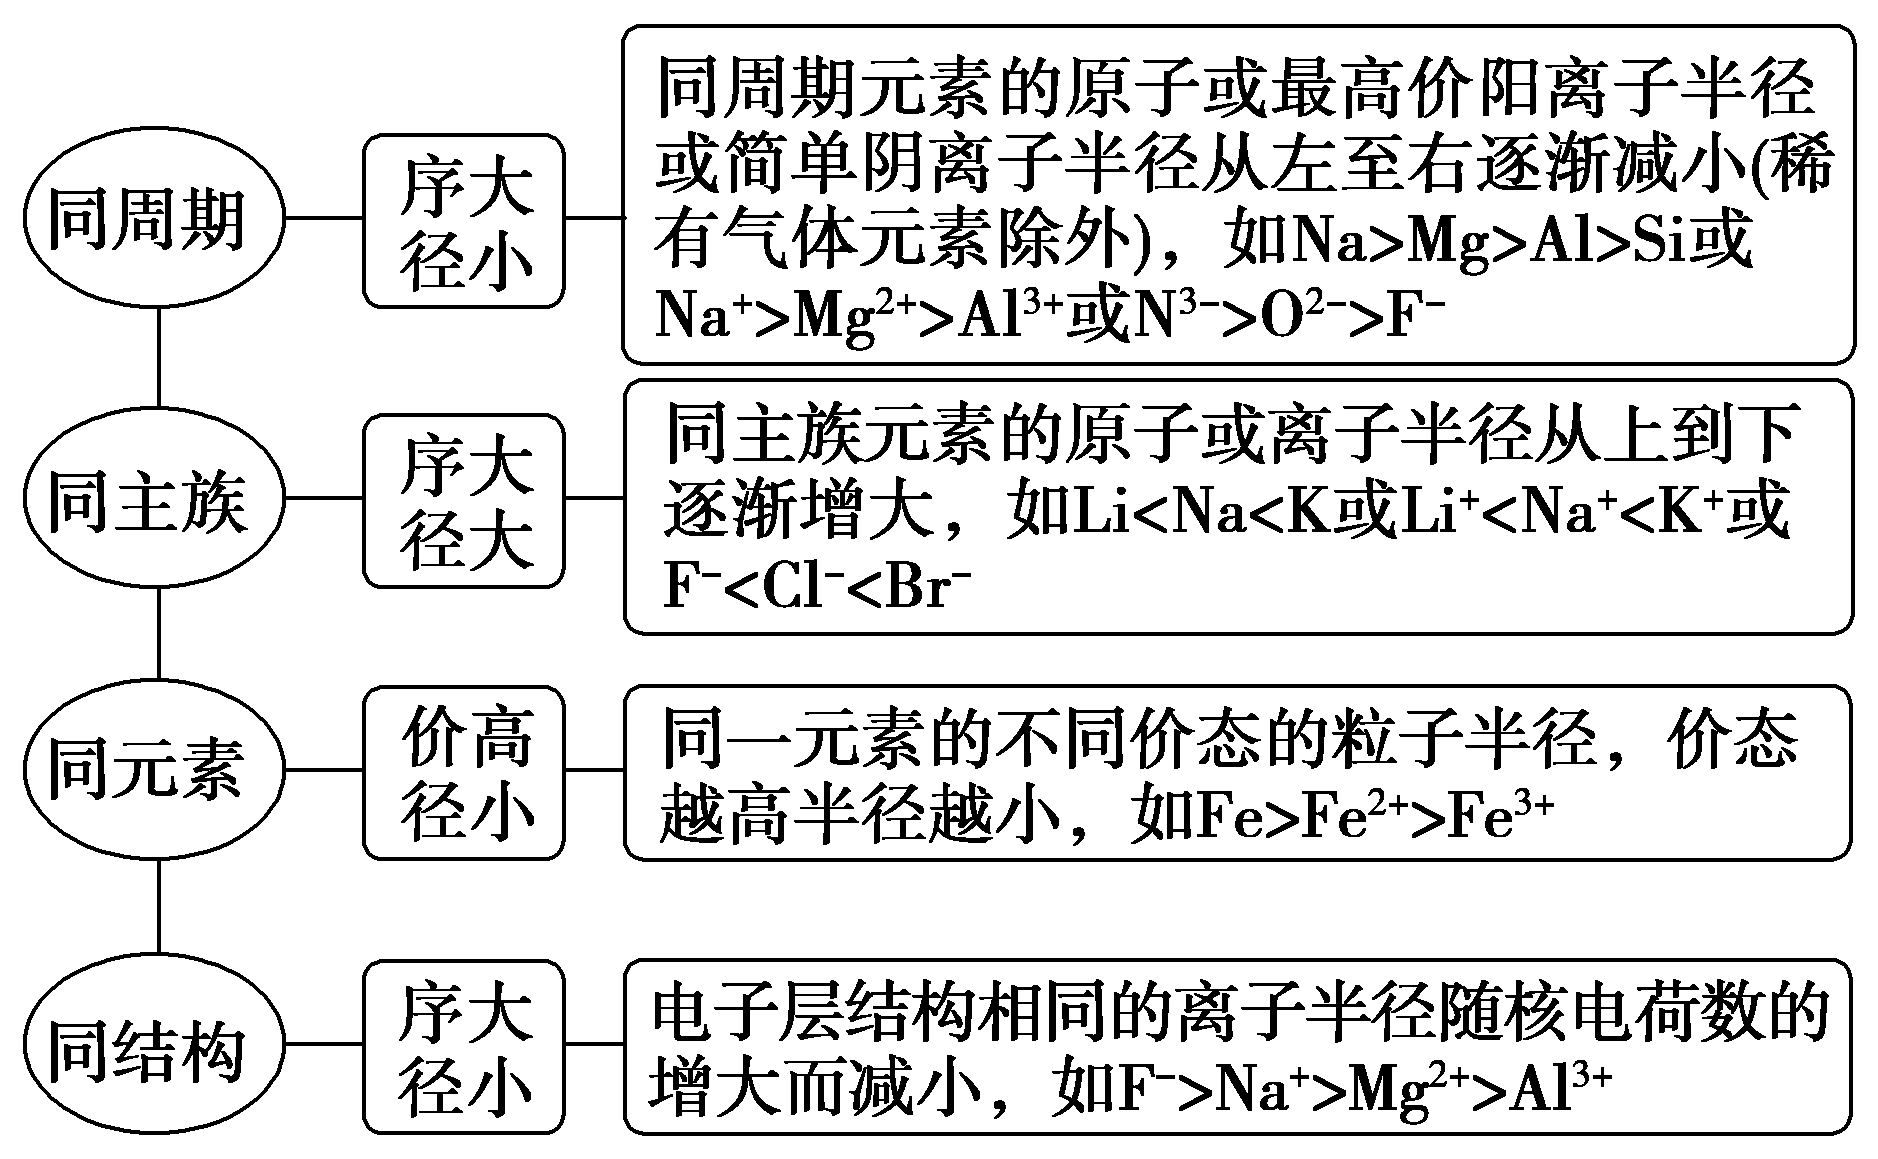 同周期
序大
径小
同周期元素的原子或最高价阳离子半径
或简单阴离子半径从左至右逐渐减小(稀
有气体元素除外)，如Na>Mg>Al>Si或
Na⁺>Mg²⁺>Al³⁺或N³⁻>O²⁻>F⁻
同主族
序大
径大
同主族元素的原子或离子半径从上到下
逐渐增大，如Li<Na<K或Li⁺<Na⁺<K⁺或
F⁻<Cl⁻<Br⁻
同元素
价高
径小
同一元素的不同价态的粒子半径，价态
越高半径越小，如Fe>Fe²⁺>Fe³⁺
同结构
序大
径小
电子层结构相同的离子半径随核电荷数的
增大而减小，如F⁻>Na⁺>Mg²⁺>Al³⁺